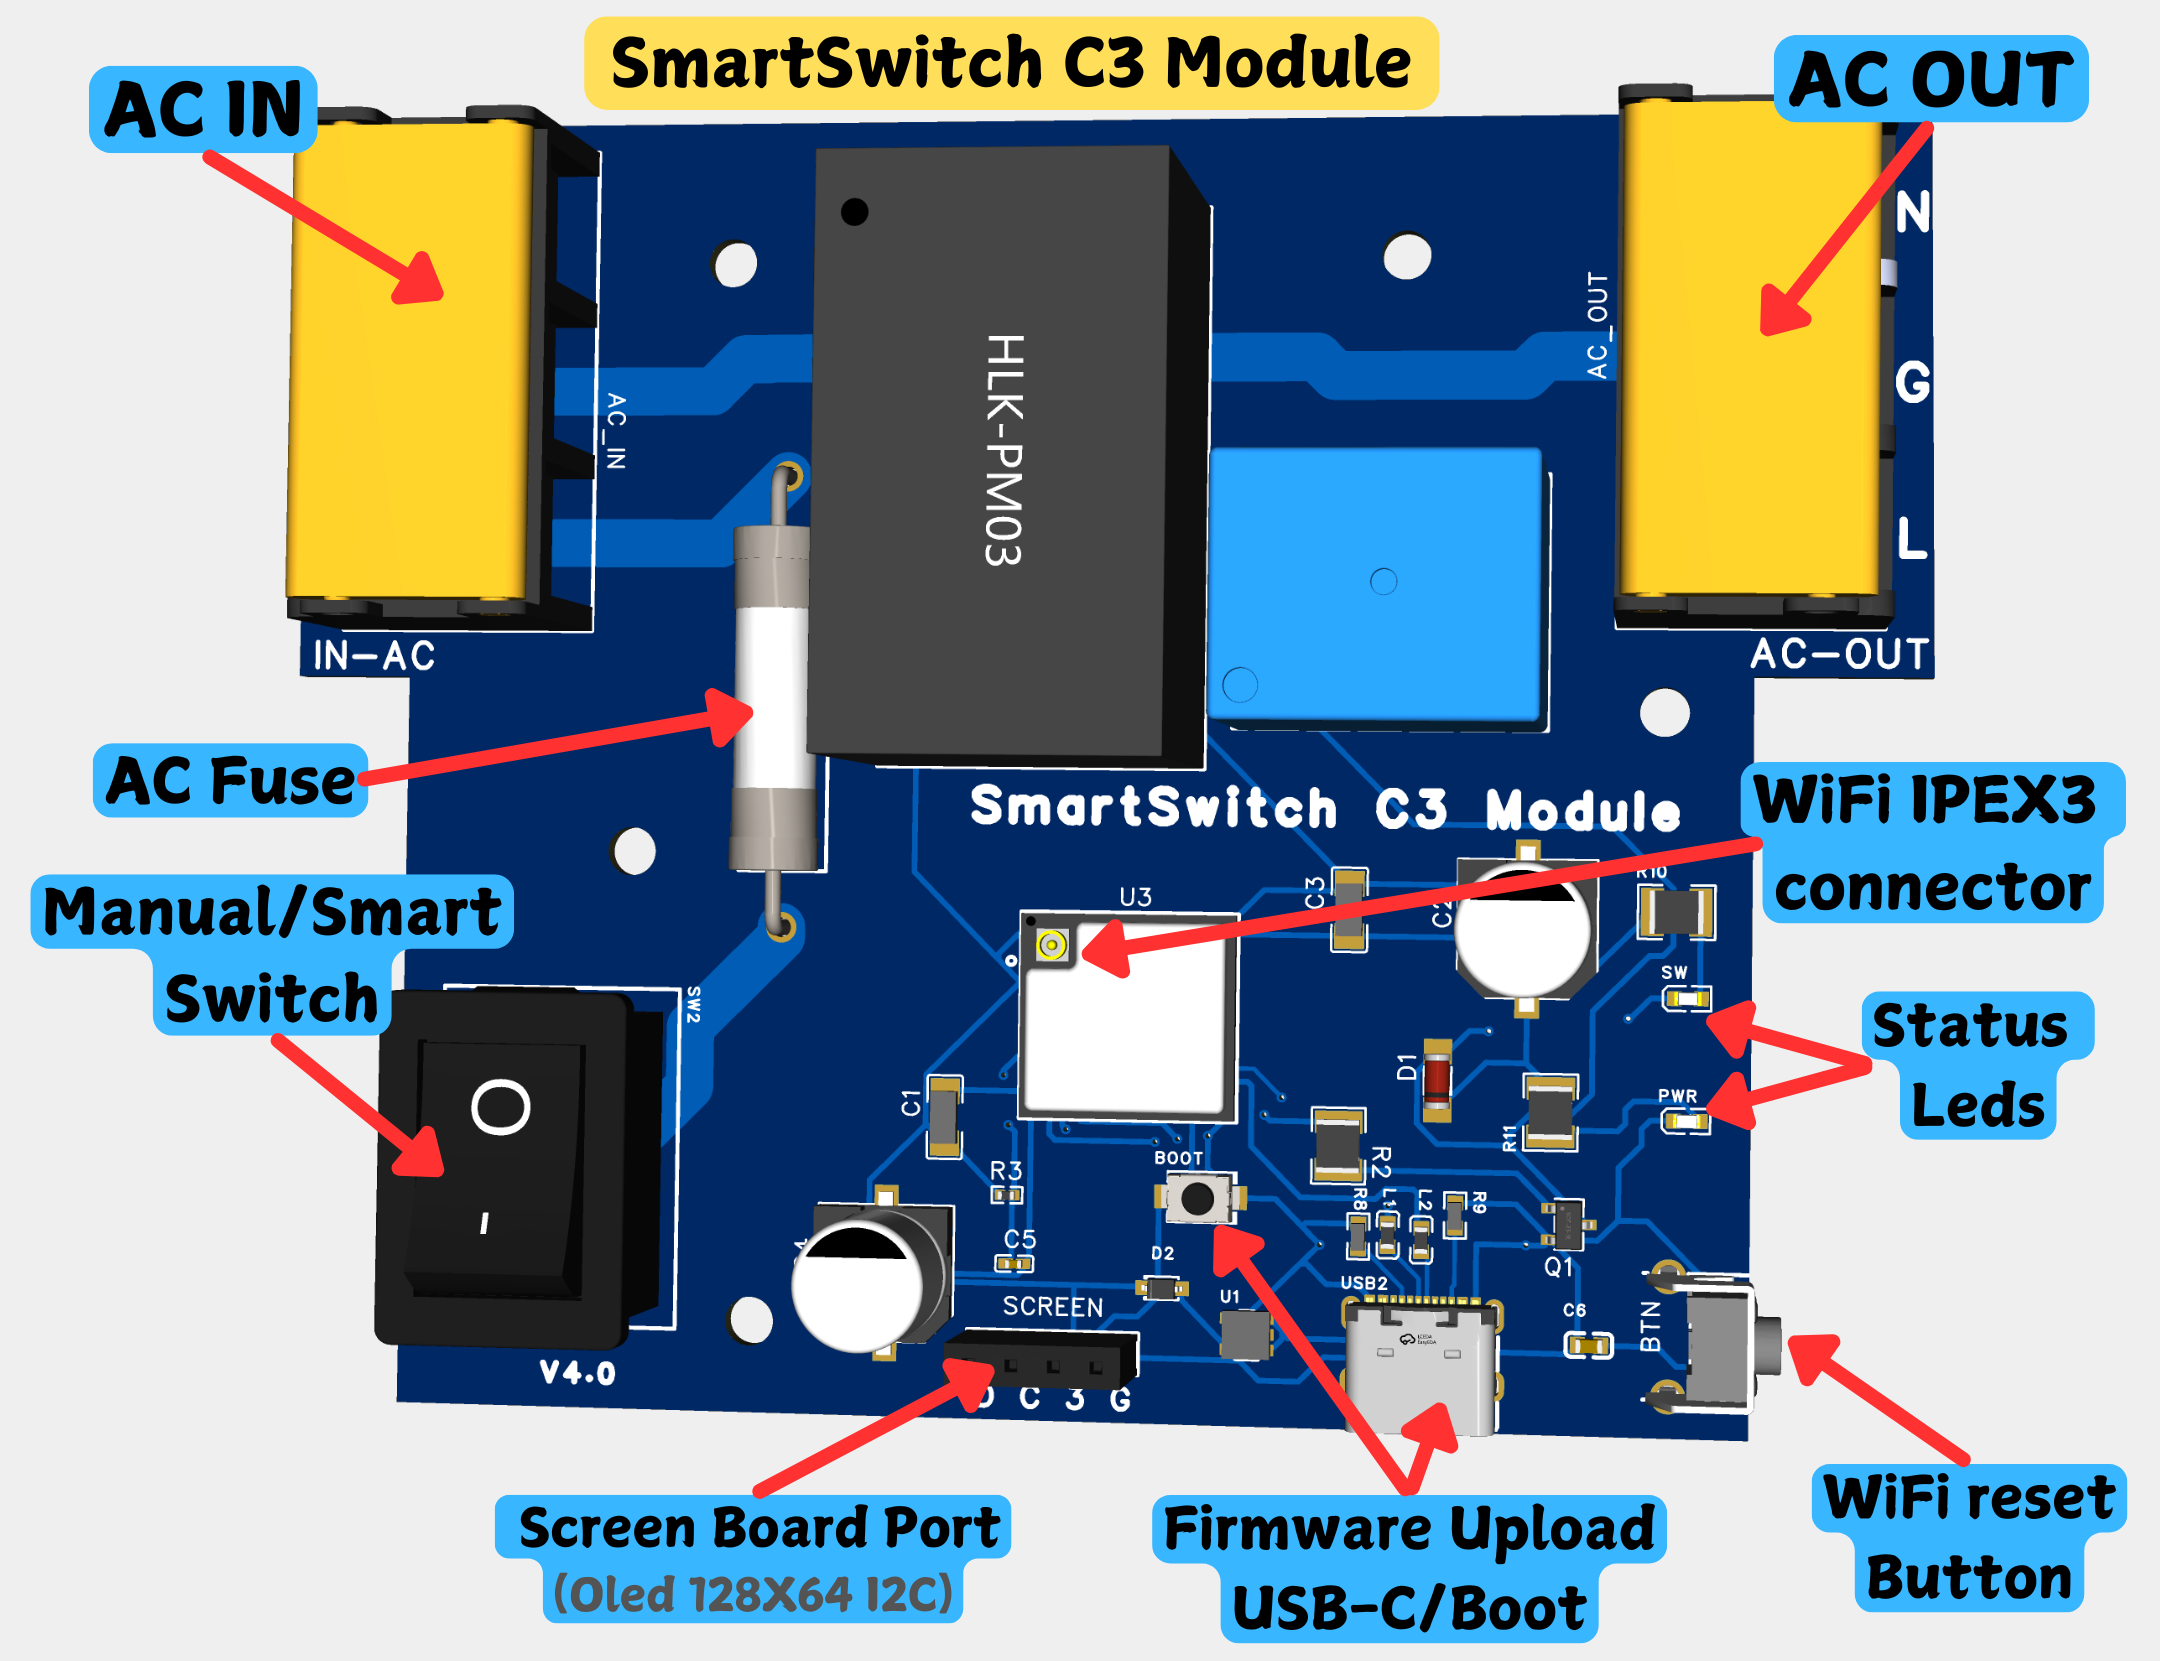 SmartSwitch C3 Module
AC IN
AC OUT
N
G
L
AC_OUT
AC_IN
HLK-PM03
IN-AC
AC-OUT
AC Fuse
SmartSwitch C3 Module
WiFi IPEX3
connector
Manual/Smart
Switch
U3
C3
C2
R10
SW
SW2
Status
Leds
D1
PWR
C1
R11
R2
BOOT
R3
R8
L1
L2
R9
C5
D2
Q1
USB2
U1
SCREEN
C6
BTN
O
–
V4.0
D C 3 G
Screen Board Port
(Oled 128X64 I2C)
Firmware Upload
USB-C/Boot
WiFi reset
Button